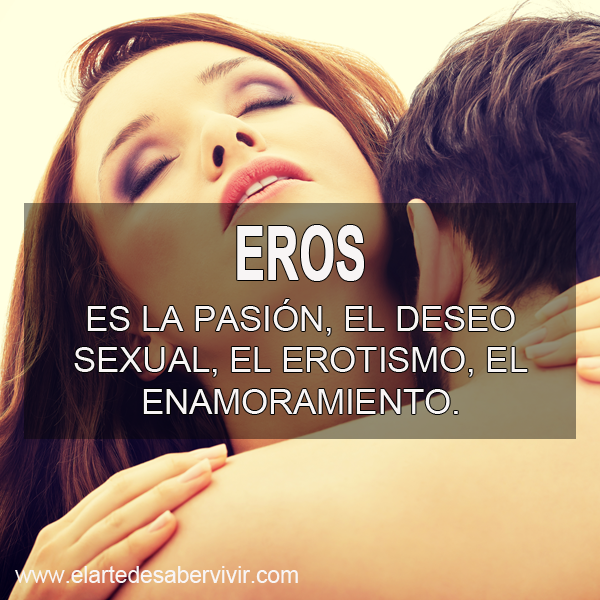 EROS
ES LA PASIÓN, EL DESEO
SEXUAL, EL EROTISMO, EL
ENAMORAMIENTO.
www.elartedesabervivir.com